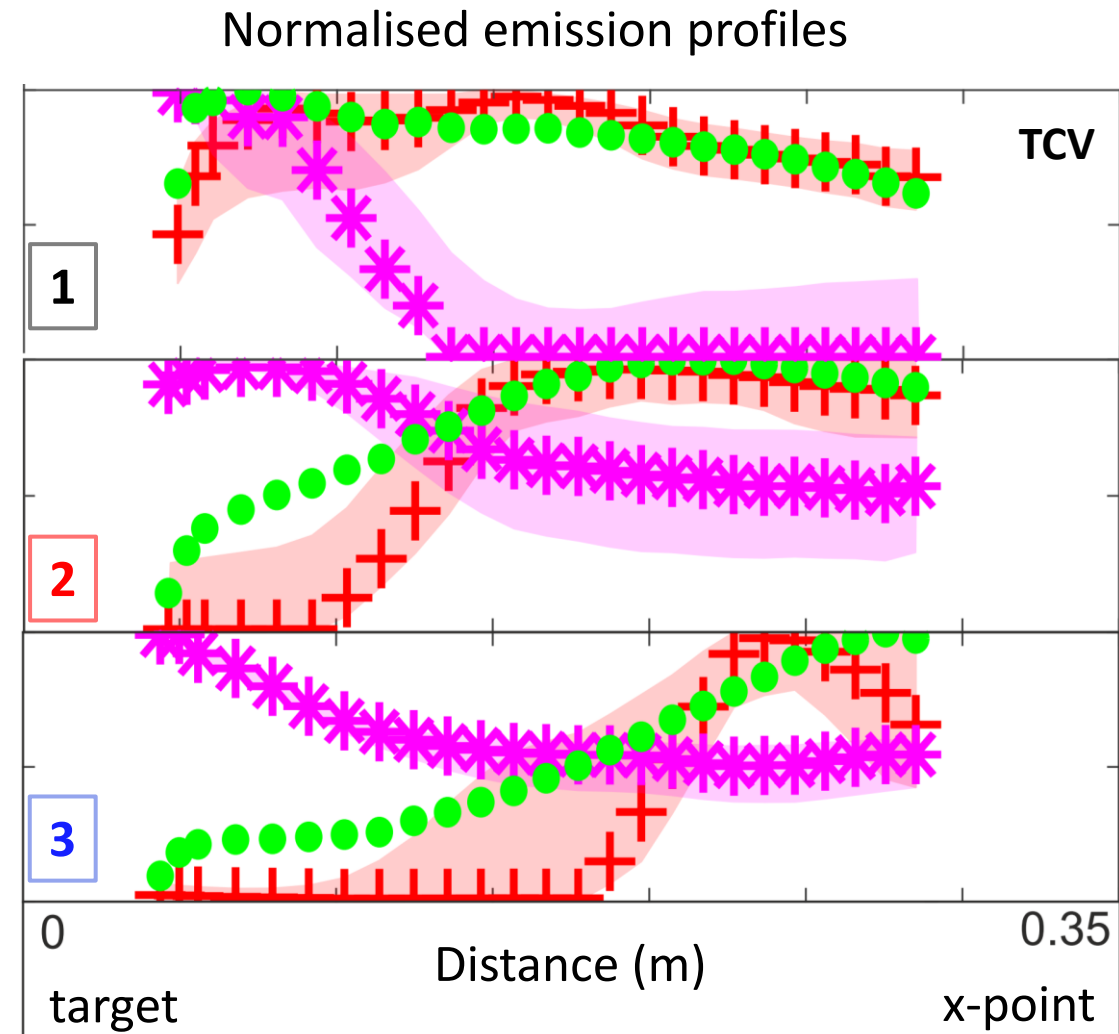 Normalised emission profiles
TCV
1
2
3
0
0.35
Distance (m)
target
x-point